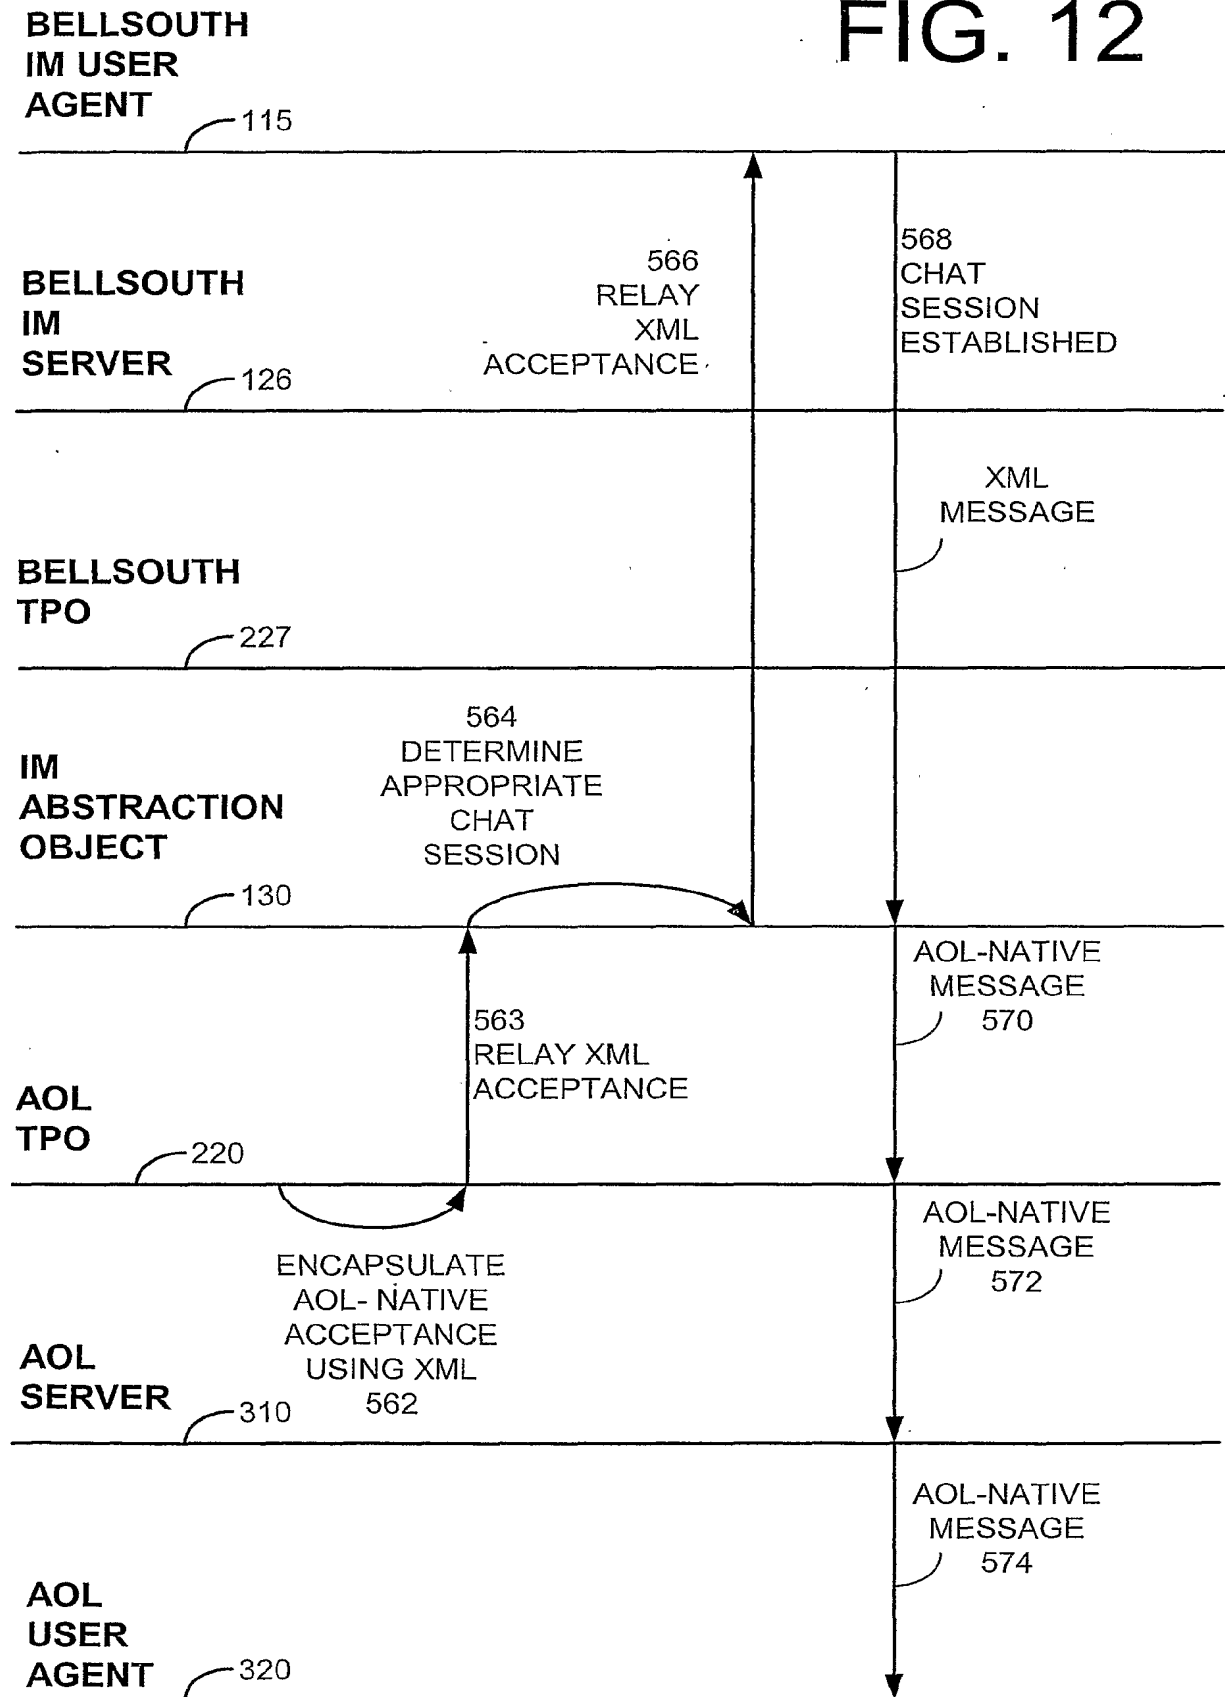 FIG. 12
BELLSOUTH
IM USER
AGENT
115
566
RELAY
XML
ACCEPTANCE
568
CHAT
SESSION
ESTABLISHED
BELLSOUTH
IM
SERVER
126
XML
MESSAGE
BELLSOUTH
TPO
227
564
DETERMINE
APPROPRIATE
CHAT
SESSION
IM
ABSTRACTION
OBJECT
130
AOL-NATIVE
MESSAGE
570
563
RELAY XML
ACCEPTANCE
AOL
TPO
220
AOL-NATIVE
MESSAGE
572
ENCAPSULATE
AOL- NATIVE
ACCEPTANCE
USING XML
562
AOL
SERVER
310
AOL-NATIVE
MESSAGE
574
AOL
USER
AGENT
320